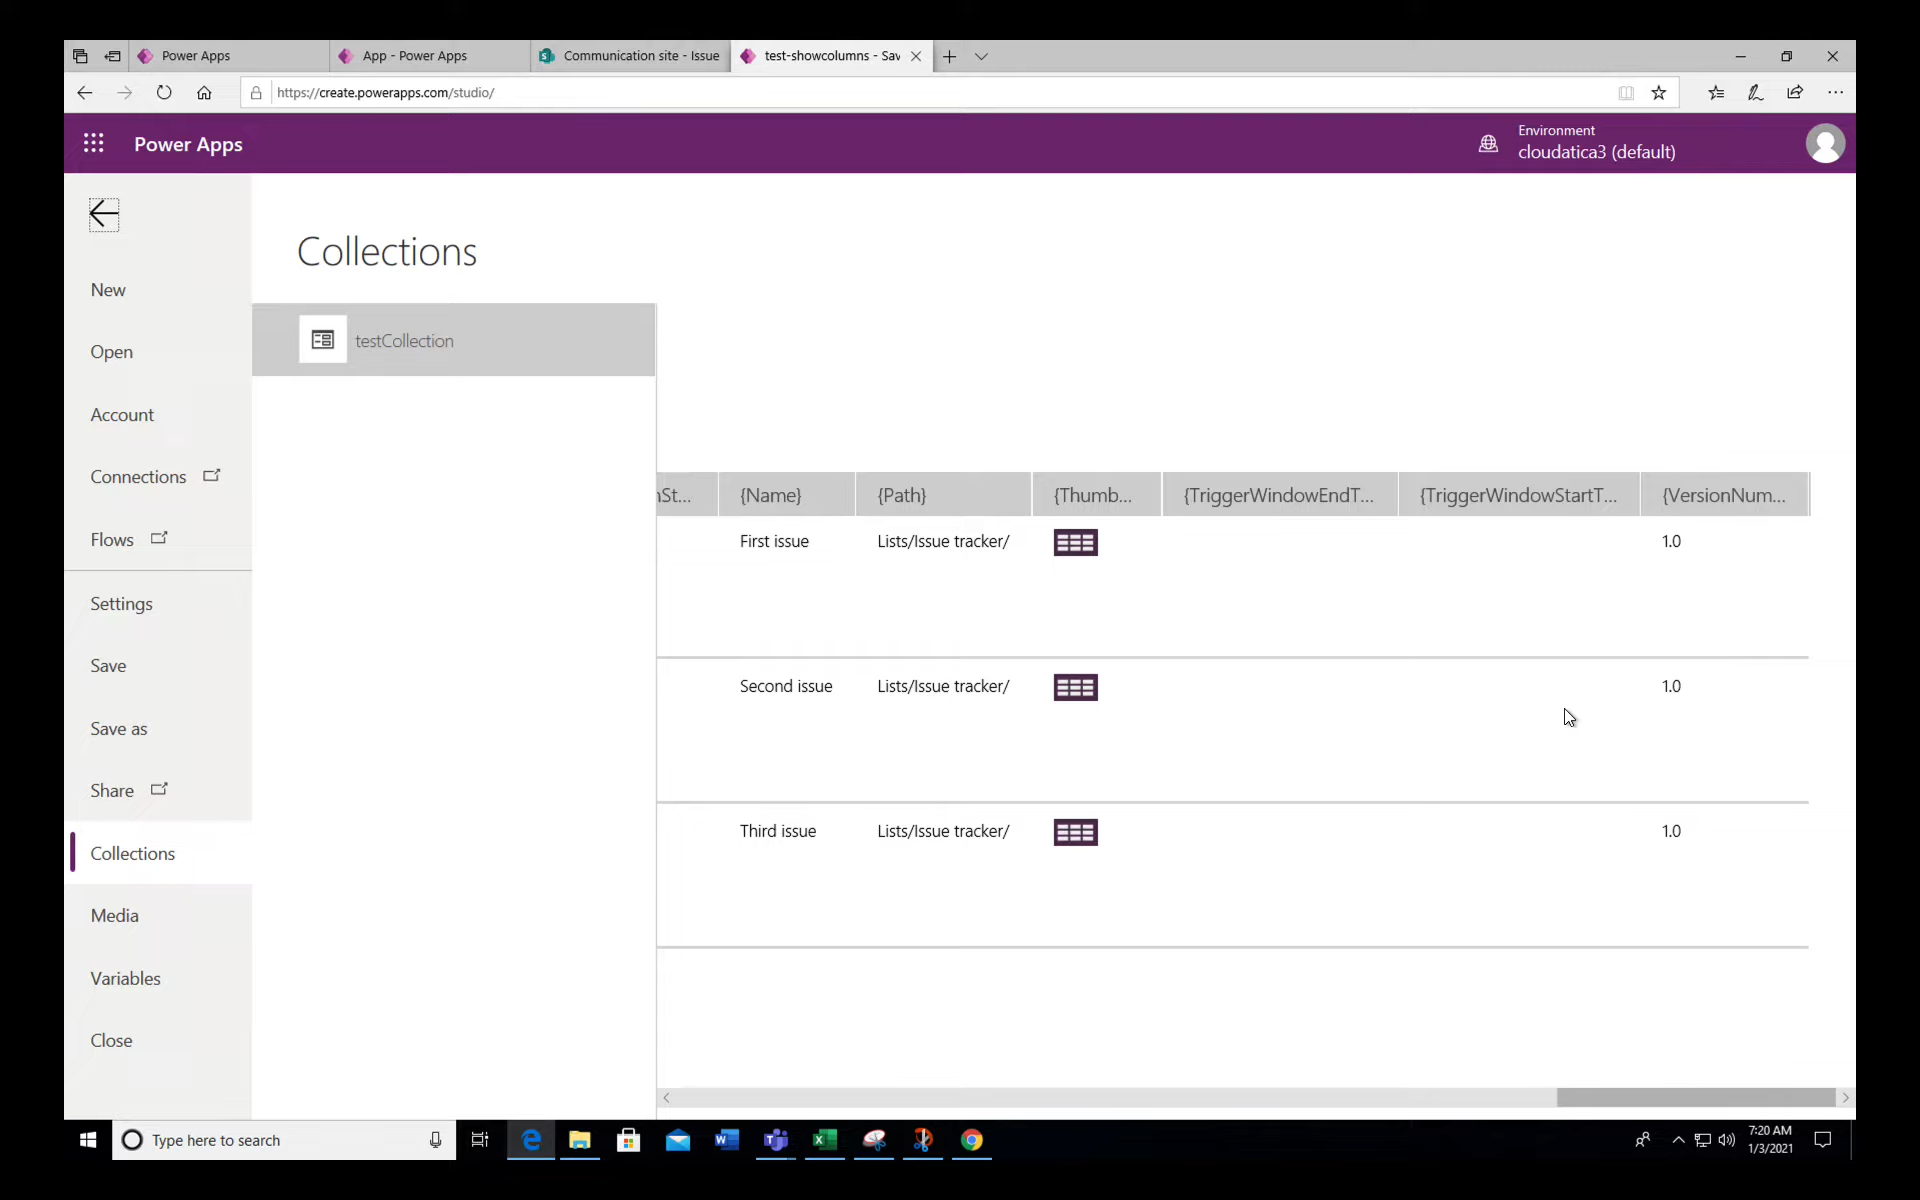 Power Apps
App - Power Apps
Communication site - Issue
test-showcolumns - Sav
https://create.powerapps.com/studio/
Power Apps
Environment
cloudatica3 (default)
Collections
New
Open
Account
Connections
Flows
Settings
Save
Save as
Share
Collections
Media
Variables
Close
testCollection
nSt... {Name} {Path} {Thumb... {TriggerWindowEndT... {TriggerWindowStartT... {VersionNum...
First issue Lists/Issue tracker/ 1.0
Second issue Lists/Issue tracker/ 1.0
Third issue Lists/Issue tracker/ 1.0
Type here to search
7:20 AM
1/3/2021